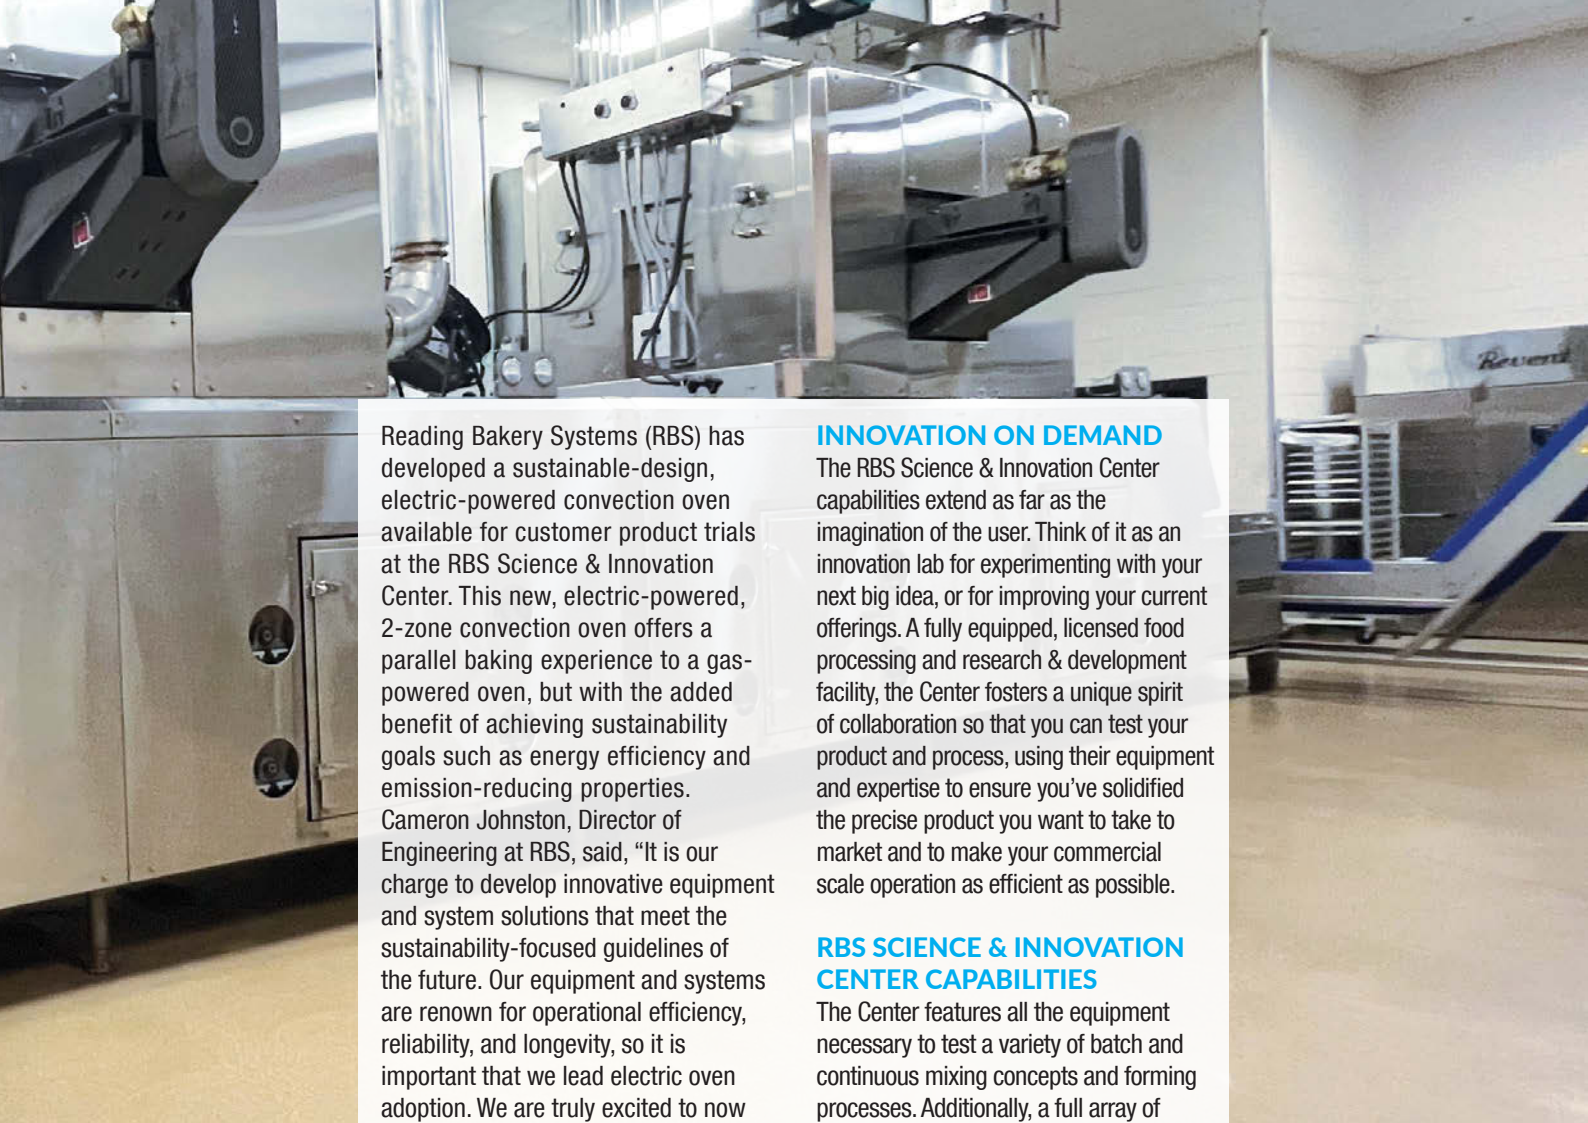 Revent
Reading Bakery Systems (RBS) has
developed a sustainable-design,
electric-powered convection oven
available for customer product trials
at the RBS Science & Innovation
Center. This new, electric-powered,
2-zone convection oven offers a
parallel baking experience to a gas-
powered oven, but with the added
benefit of achieving sustainability
goals such as energy efficiency and
emission-reducing properties.
Cameron Johnston, Director of
Engineering at RBS, said, “It is our
charge to develop innovative equipment
and system solutions that meet the
sustainability-focused guidelines of
the future. Our equipment and systems
are renown for operational efficiency,
reliability, and longevity, so it is
important that we lead electric oven
adoption. We are truly excited to now
INNOVATION ON DEMAND
The RBS Science & Innovation Center
capabilities extend as far as the
imagination of the user. Think of it as an
innovation lab for experimenting with your
next big idea, or for improving your current
offerings. A fully equipped, licensed food
processing and research & development
facility, the Center fosters a unique spirit
of collaboration so that you can test your
product and process, using their equipment
and expertise to ensure you’ve solidified
the precise product you want to take to
market and to make your commercial
scale operation as efficient as possible.
RBS SCIENCE & INNOVATION
CENTER CAPABILITIES
The Center features all the equipment
necessary to test a variety of batch and
continuous mixing concepts and forming
processes. Additionally, a full array of